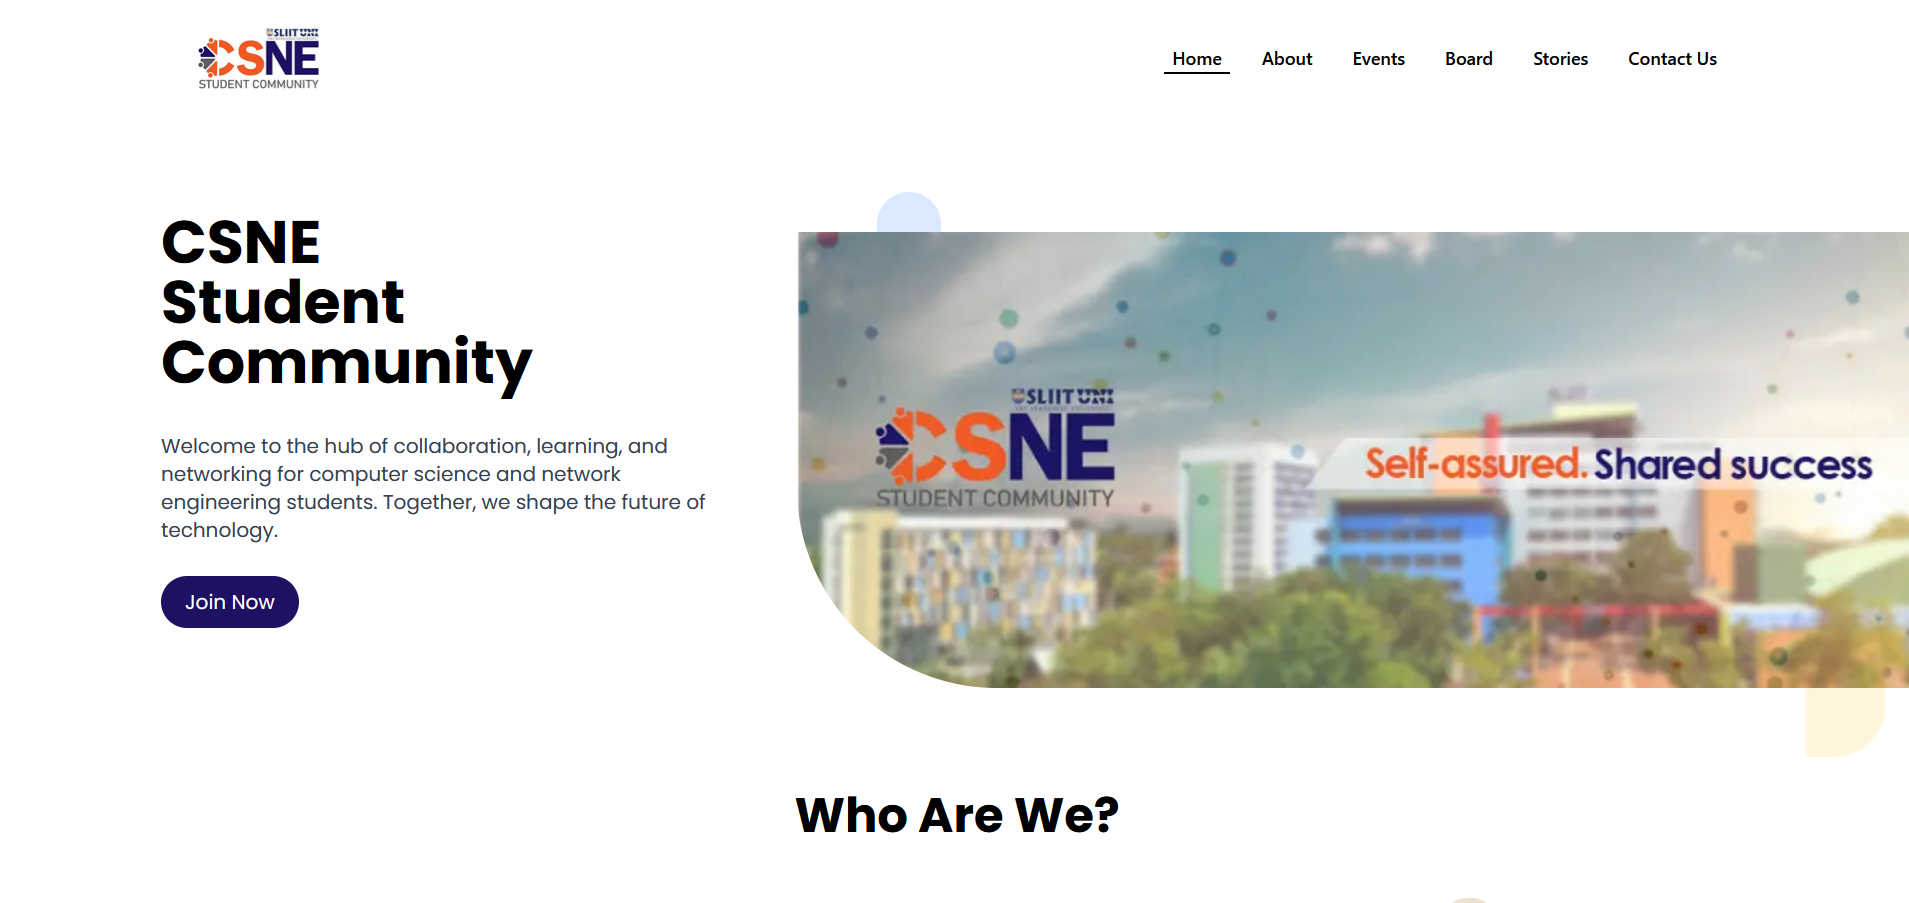 SLIIT UNI
CSNE
STUDENT COMMUNITY
Home
About
Events
Board
Stories
Contact Us
CSNE
Student
Community
Welcome to the hub of collaboration, learning, and
networking for computer science and network
engineering students. Together, we shape the future of
technology.
Join Now
SLIIT UNI
CSNE
STUDENT COMMUNITY
Self-assured. Shared success
Who Are We?